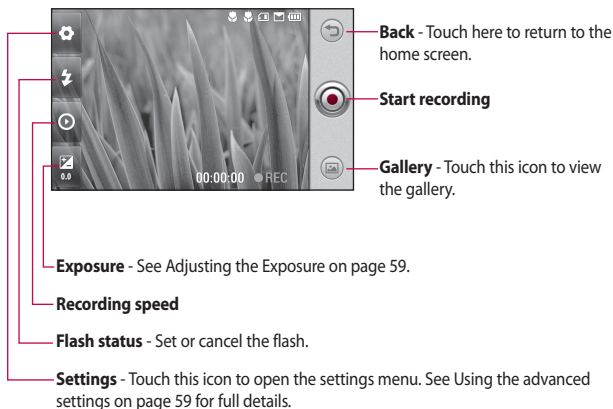 Back - Touch here to return to the
home screen.
Start recording
00:00:00 REC
0.0
Gallery - Touch this icon to view
the gallery.
Exposure - See Adjusting the Exposure on page 59.
Recording speed
Flash status - Set or cancel the flash.
Settings - Touch this icon to open the settings menu. See Using the advanced
settings on page 59 for full details.